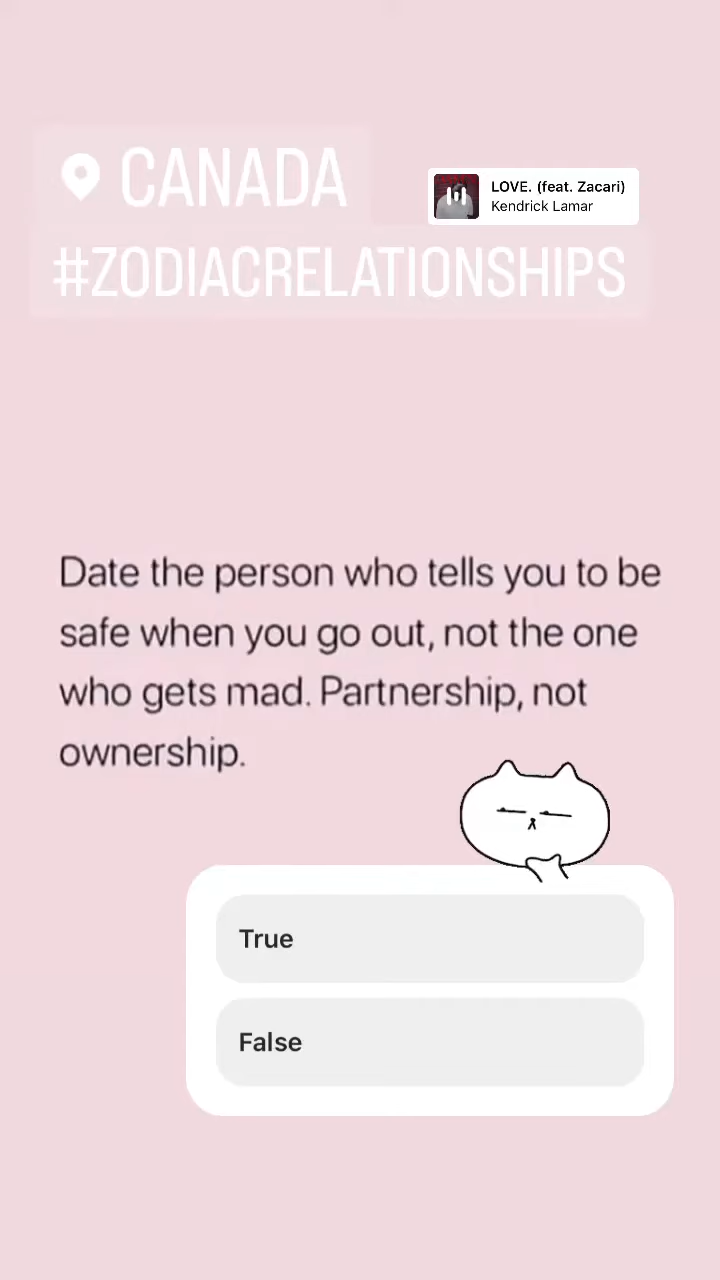 CANADA
LOVE. (feat. Zacari)
Kendrick Lamar
#ZODIACRELATIONSHIPS
Date the person who tells you to be
safe when you go out, not the one
who gets mad. Partnership, not
ownership.
True
False